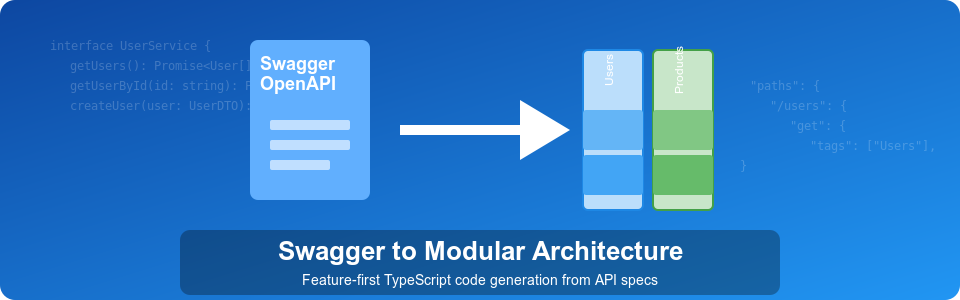 interface UserService {
getUsers(): Promise<User[]
getUserById(id: string):
createUser(user: UserDTO):
Swagger
OpenAPI
Users
Products
"paths": {
"/users": {
"get": {
"tags": ["Users"],
}
Swagger to Modular Architecture
Feature-first TypeScript code generation from API specs